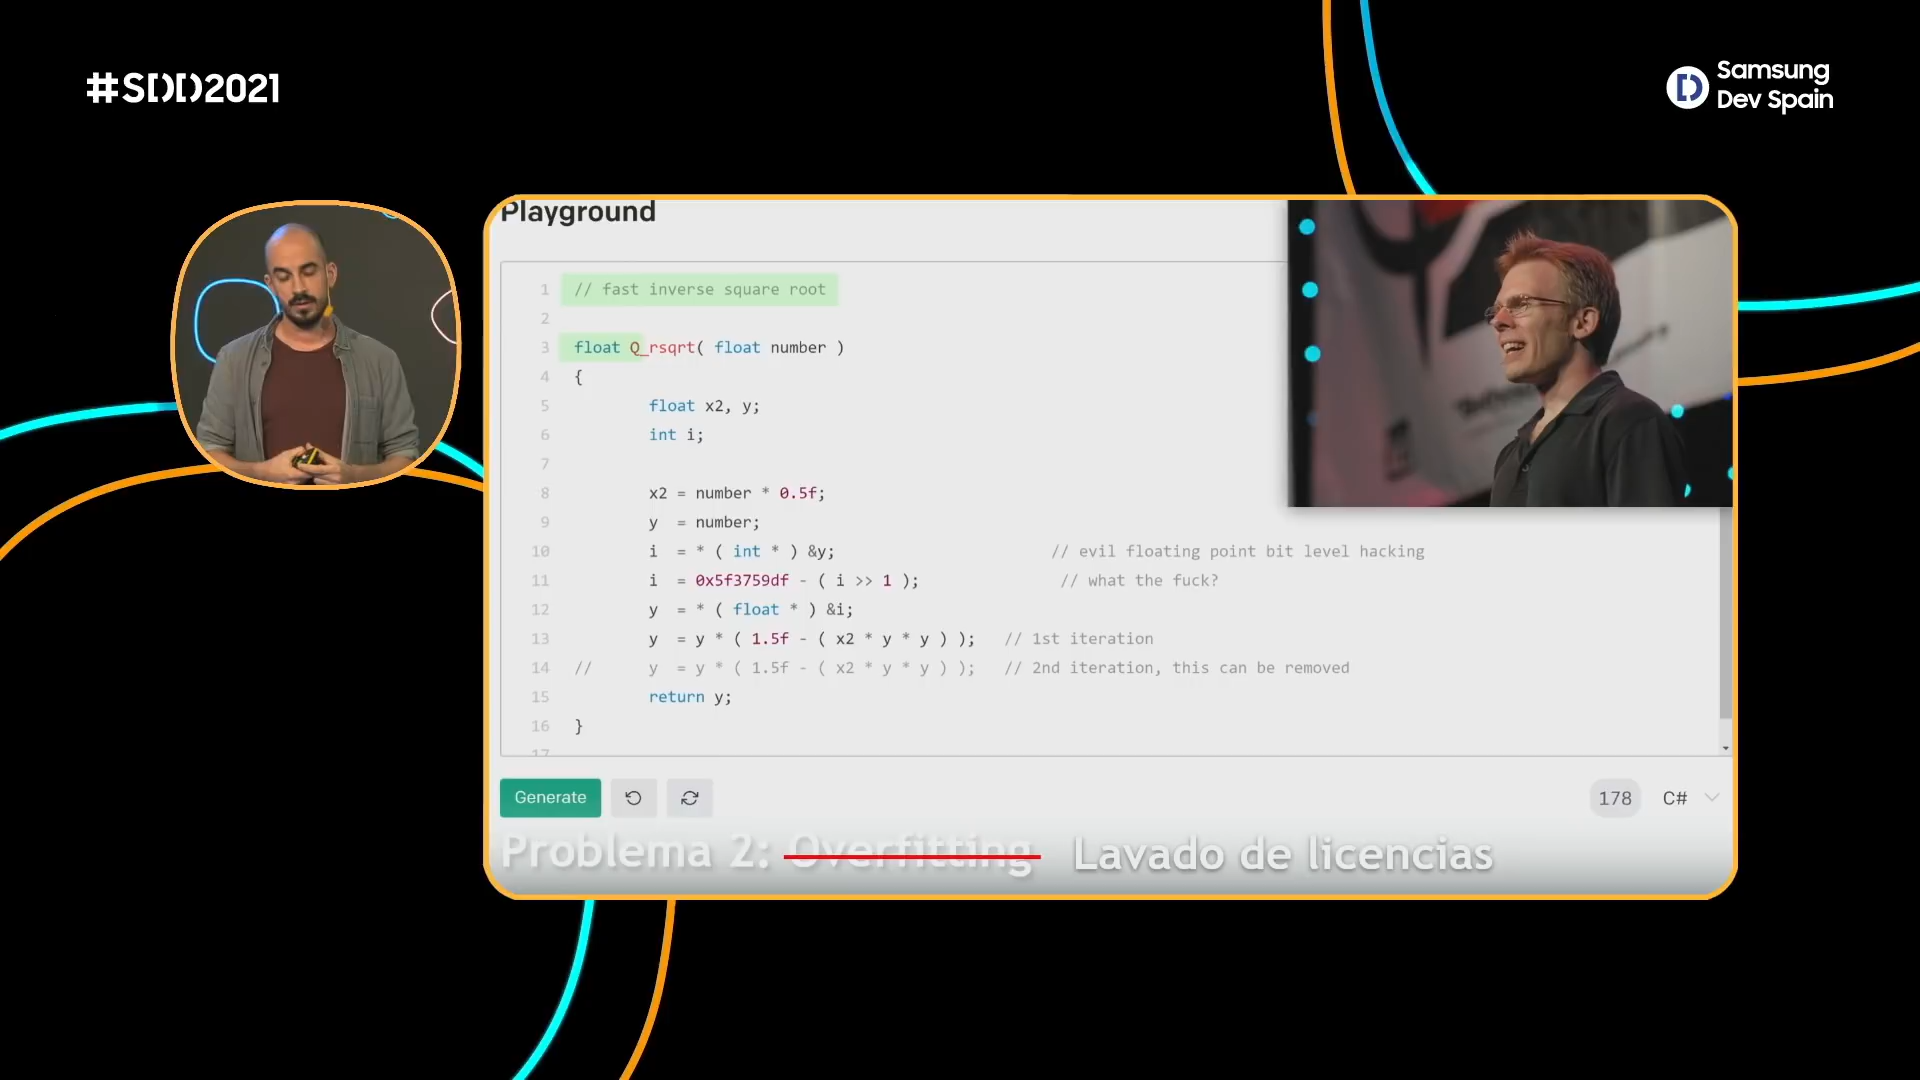 #SDD2021
Samsung
Dev Spain
Playground
1 // fast inverse square root
2
3 float Q_rsqrt( float number )
4 {
5 float x2, y;
6 int i;
7
8 x2 = number * 0.5f;
9 y = number;
10 i = * ( int * ) &y; // evil floating point bit level hacking
11 i = 0x5f3759df - ( i >> 1 ); // what the fuck?
12 y = * ( float * ) &i;
13 y = y * ( 1.5f - ( x2 * y * y ) ); // 1st iteration
14 // y = y * ( 1.5f - ( x2 * y * y ) ); // 2nd iteration, this can be removed
15 return y;
16 }
17
Generate 178 C#
Problema 2: Overfitting Lavado de licencias